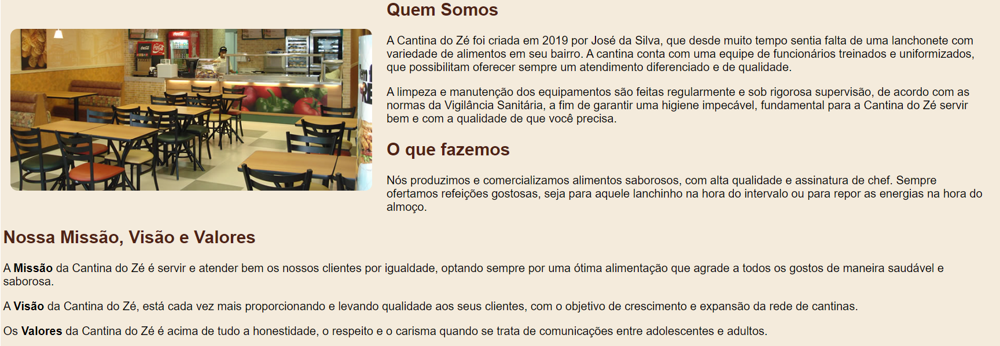 Quem Somos
A Cantina do Zé foi criada em 2019 por José da Silva, que desde muito tempo sentia falta de uma lanchonete com
variedade de alimentos em seu bairro. A cantina conta com uma equipe de funcionários treinados e uniformizados,
que possibilitam oferecer sempre um atendimento diferenciado e de qualidade.
A limpeza e manutenção dos equipamentos são feitas regularmente e sob rigorosa supervisão, de acordo com as
normas da Vigilância Sanitária, a fim de garantir uma higiene impecável, fundamental para a Cantina do Zé servir
bem e com a qualidade de que você precisa.
O que fazemos
Nós produzimos e comercializamos alimentos saborosos, com alta qualidade e assinatura de chef. Sempre
ofertamos refeições gostosas, seja para aquele lanchinho na hora do intervalo ou para repor as energias na hora do
almoço.
Nossa Missão, Visão e Valores
A Missão da Cantina do Zé é servir e atender bem os nossos clientes por igualdade, optando sempre por uma ótima alimentação que agrade a todos os gostos de maneira saudável e
saborosa.
A Visão da Cantina do Zé, está cada vez mais proporcionando e levando qualidade aos seus clientes, com o objetivo de crescimento e expansão da rede de cantinas.
Os Valores da Cantina do Zé é acima de tudo a honestidade, o respeito e o carisma quando se trata de comunicações entre adolescentes e adultos.
Coca-Cola